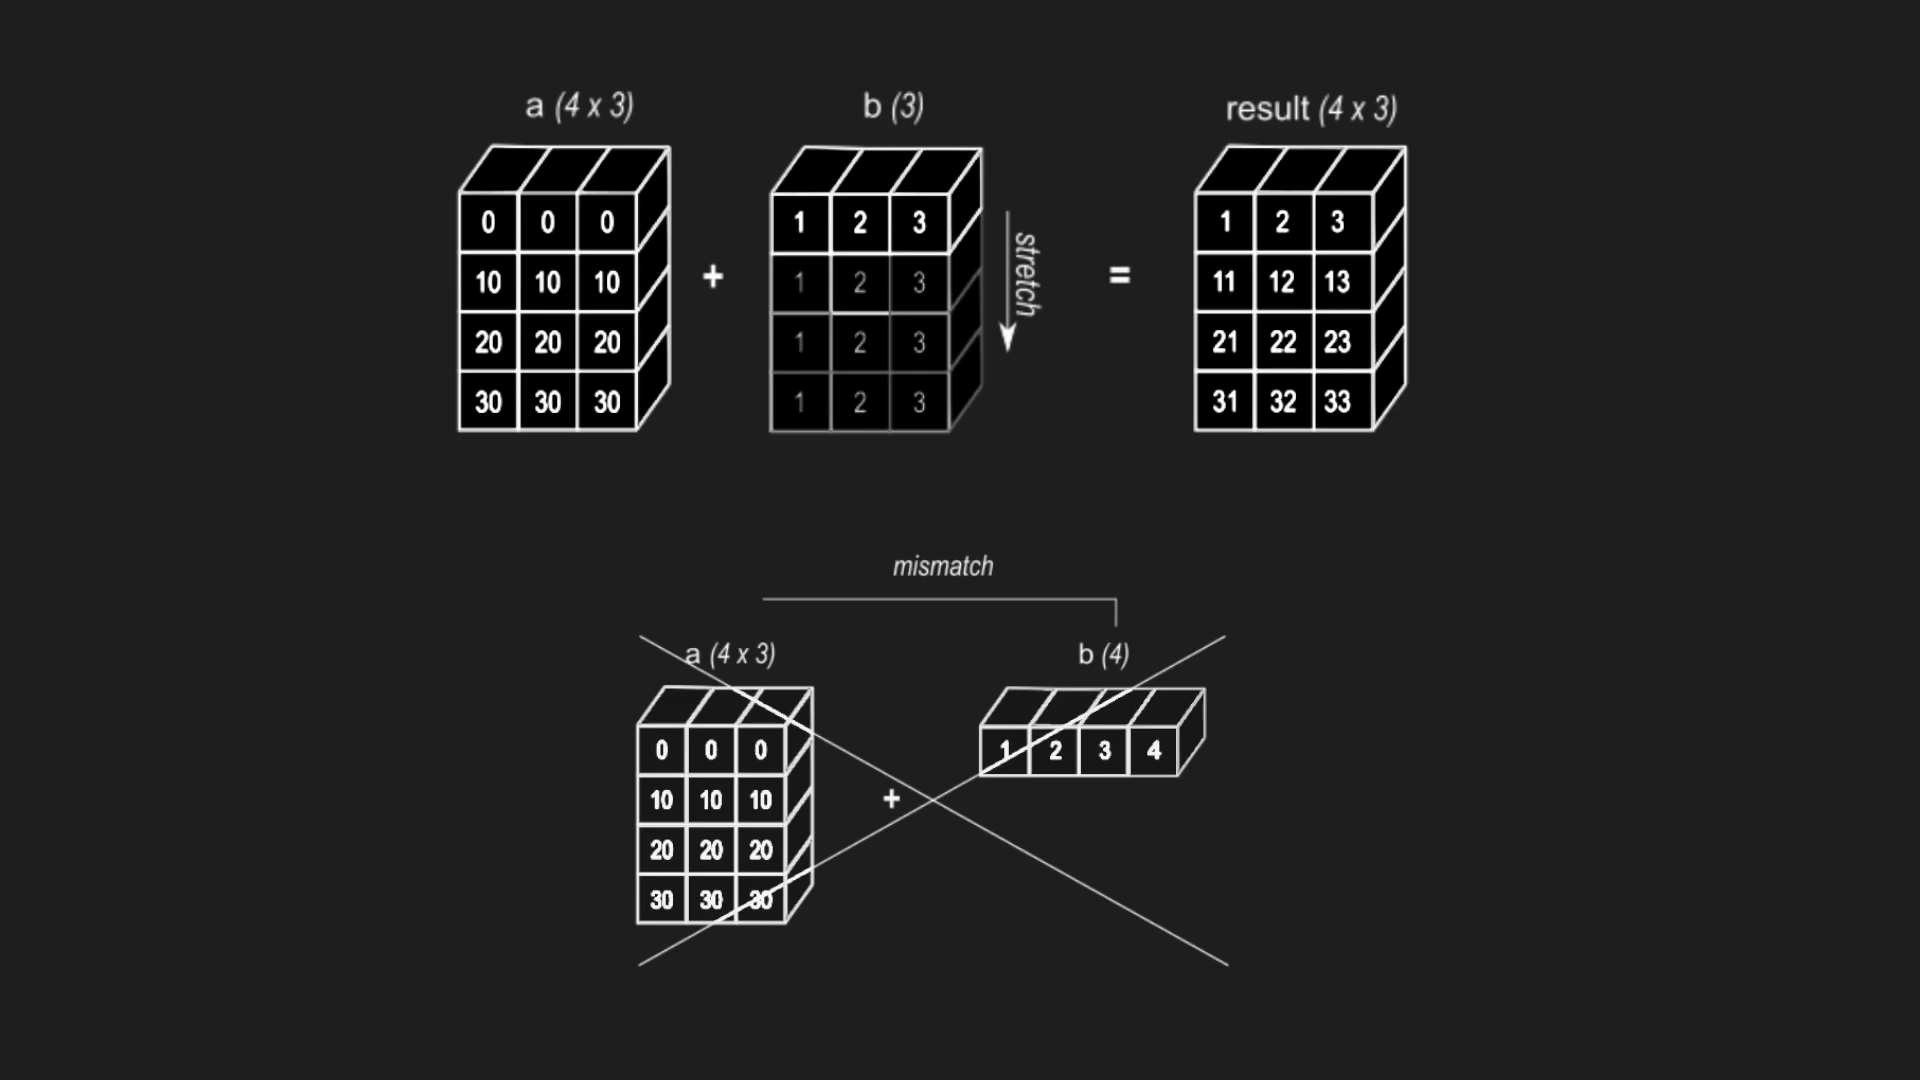 a (4 x 3) b (3) result (4 x 3)
0 0 0 1 2 3 1 2 3
10 10 10 + 1 2 3 stretch = 11 12 13
20 20 20 1 2 3 21 22 23
30 30 30 1 2 3 31 32 33
mismatch
a (4 x 3) b (4)
0 0 0 1 2 3 4
10 10 10 +
20 20 20
30 30 30